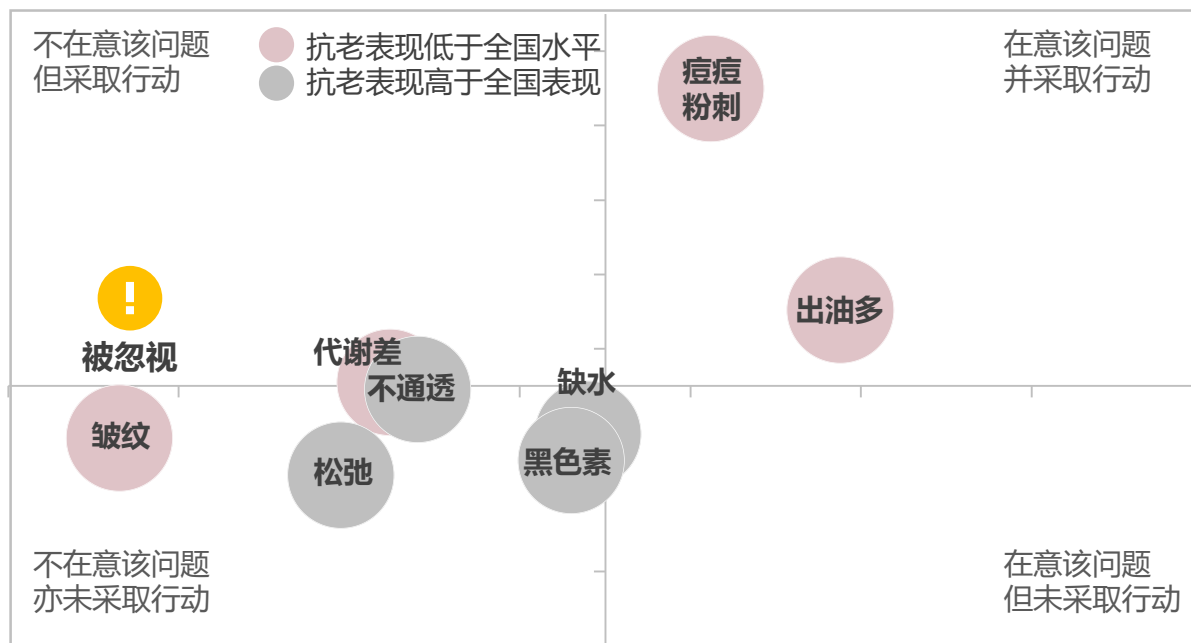 不在意该问题
但采取行动
抗老表现低于全国水平
抗老表现高于全国表现
痘痘
粉刺
在意该问题
并采取行动
!
被忽视
出油多
代谢差
不通透
缺水
皱纹
松弛
黑色素
不在意该问题
亦未采取行动
在意该问题
但未采取行动